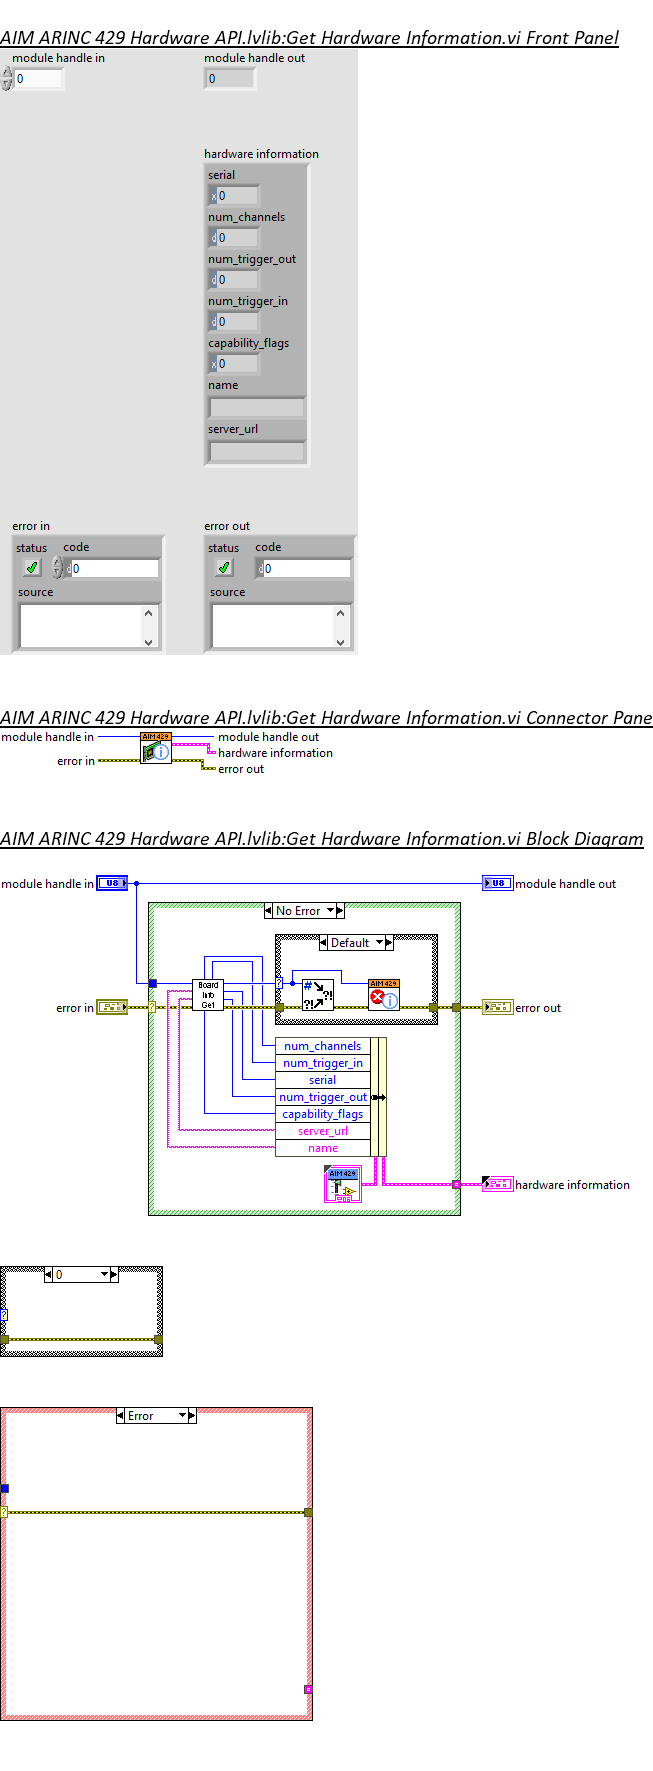 AIM ARINC 429 Hardware API.lvlib:Get Hardware Information.vi Front Panel
module handle in
module handle out
0
0
hardware information
serial
x 0
num_channels
d 0
num_trigger_out
d 0
num_trigger_in
d 0
capability_flags
x 0
name
server_url
error in
error out
status code
status code
d 0
d 0
source
source
AIM ARINC 429 Hardware API.lvlib:Get Hardware Information.vi Connector Pane
module handle in
AIM 429
module handle out
hardware information
error in
error out
AIM ARINC 429 Hardware API.lvlib:Get Hardware Information.vi Block Diagram
module handle in
U8
U8
module handle out
No Error
Default
?
Board
Info
Get
#
?!
?!
AIM 429
error in
?
error out
num_channels
num_trigger_in
serial
num_trigger_out
capability_flags
server_url
name
AIM 429
hardware information
0
?
Error
?